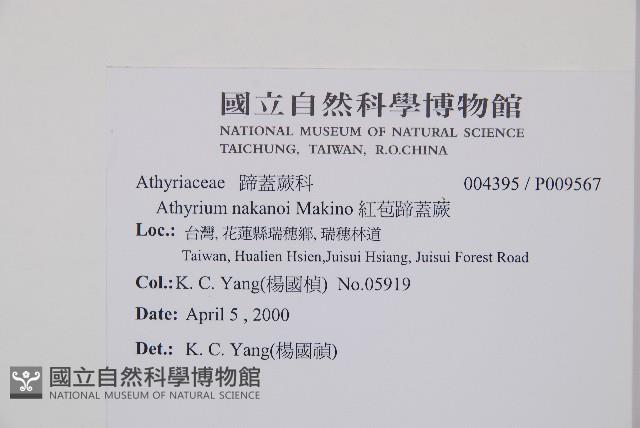 國立自然科學博物館
NATIONAL MUSEUM OF NATURAL SCIENCE
TAICHUNG, TAIWAN, R.O.CHINA
Athyriaceae 蹄蓋蕨科 004395 / P009567
Athyrium nakanoi Makino 紅苞蹄蓋蕨
Loc.: 台灣, 花蓮縣瑞穗鄉, 瑞穗林道
Taiwan, Hualien Hsien,Juisui Hsiang, Juisui Forest Road
Col.: K. C. Yang(楊國楨) No.05919
Date: April 5 , 2000
Det.: K. C. Yang(楊國禎)
國立自然科學博物館
NATIONAL MUSEUM OF NATURAL SCIENCE